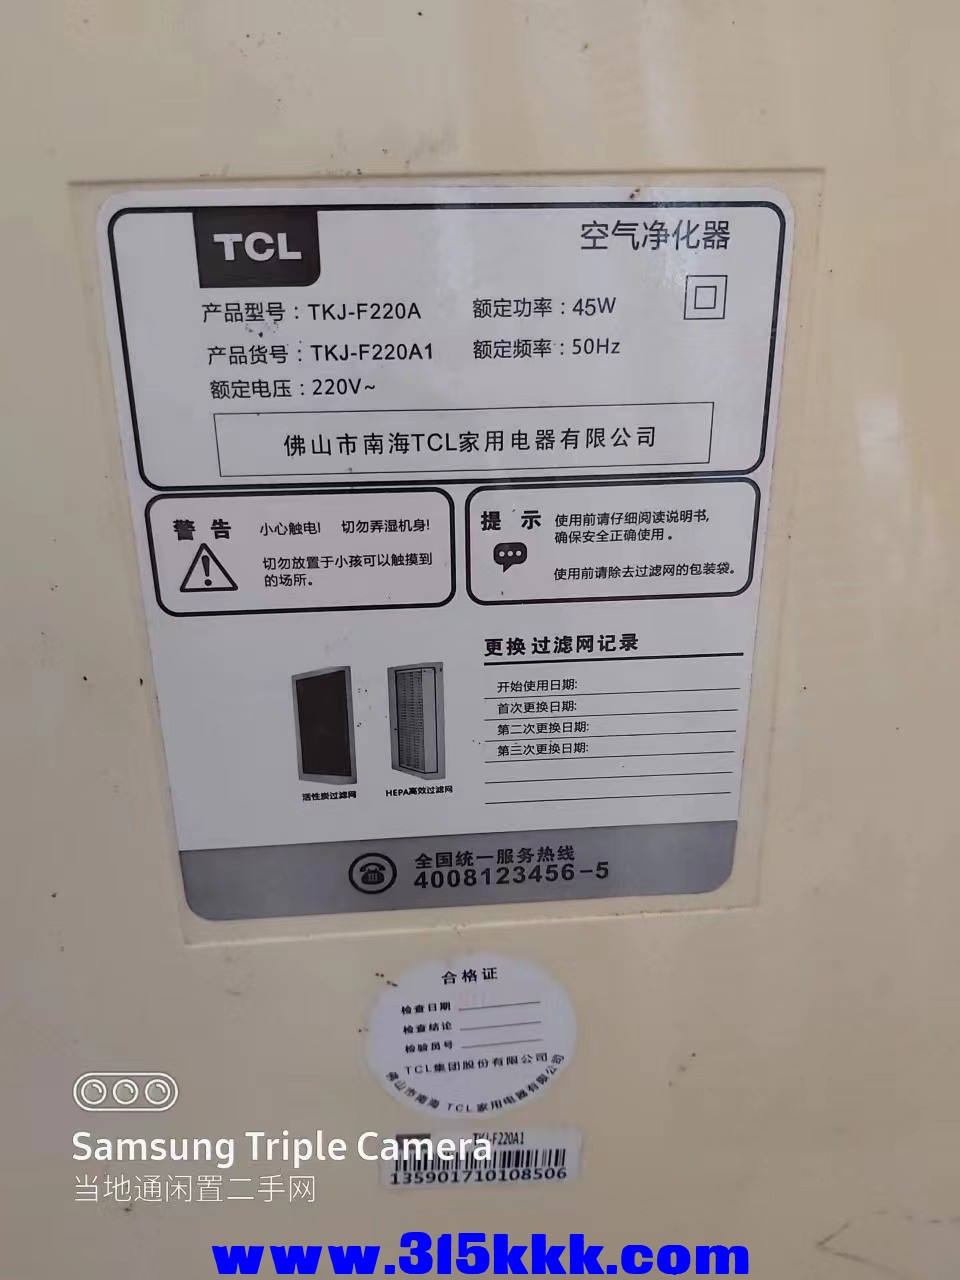 TCL
空气净化器
产品型号：TKJ-F220A 额定功率：45W
产品货号：TKJ-F220A1 额定频率：50Hz
额定电压：220V~
佛山市南海TCL家用电器有限公司
警 告
小心触电! 切勿弄湿机身!
切勿放置于小孩可以触摸到
的场所。
提 示
使用前请仔细阅读说明书,
确保安全正确使用。
使用前请除去过滤网的包装袋。
更换过滤网记录
开始使用日期:
首次更换日期:
第二次更换日期:
第三次更换日期:
活性炭过滤网
HEPA高效过滤网
全国统一服务热线
4008123456-5
合格证
检查日期
检查结论
检验员号
TCL集团股份有限公司
佛山市南海 TCL家用电器有限公司
TKJ-F220A1
135901710108506
Samsung Triple Camera
当地通闲置二手网
www.315kkk.com